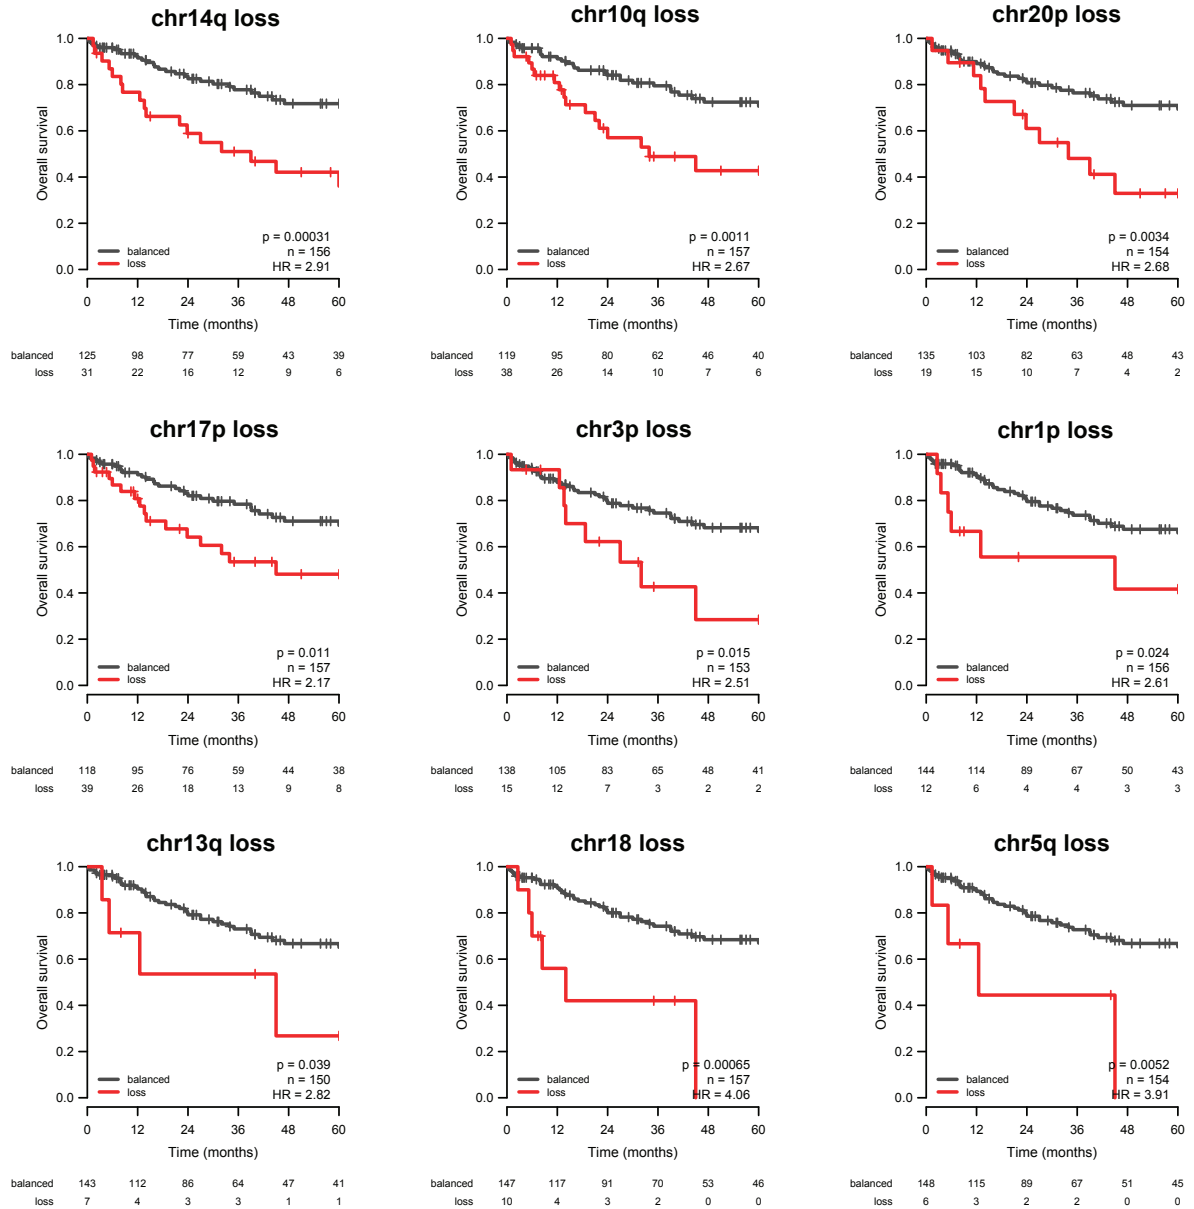 chr14q loss
1.0
0.8
0.6
0.4
0.2
0.0
Overall survival
balanced
loss
p = 0.00031
n = 156
HR = 2.91
0 12 24 36 48 60
Time (months)
balanced 125 98 77 59 43 39
loss 31 22 16 12 9 6
chr10q loss
1.0
0.8
0.6
0.4
0.2
0.0
Overall survival
balanced
loss
p = 0.0011
n = 157
HR = 2.67
0 12 24 36 48 60
Time (months)
balanced 119 95 80 62 46 40
loss 38 26 14 10 7 6
chr20p loss
1.0
0.8
0.6
0.4
0.2
0.0
Overall survival
balanced
loss
p = 0.0034
n = 154
HR = 2.68
0 12 24 36 48 60
Time (months)
balanced 135 103 82 63 48 43
loss 19 15 10 7 4 2
chr17p loss
1.0
0.8
0.6
0.4
0.2
0.0
Overall survival
balanced
loss
p = 0.011
n = 157
HR = 2.17
0 12 24 36 48 60
Time (months)
balanced 118 95 76 59 44 38
loss 39 26 18 13 9 8
chr3p loss
1.0
0.8
0.6
0.4
0.2
0.0
Overall survival
balanced
loss
p = 0.015
n = 153
HR = 2.51
0 12 24 36 48 60
Time (months)
balanced 138 105 83 65 48 41
loss 15 12 7 3 2 2
chr1p loss
1.0
0.8
0.6
0.4
0.2
0.0
Overall survival
balanced
loss
p = 0.024
n = 156
HR = 2.61
0 12 24 36 48 60
Time (months)
balanced 144 114 89 67 50 43
loss 12 6 4 4 3 3
chr13q loss
1.0
0.8
0.6
0.4
0.2
0.0
Overall survival
balanced
loss
p = 0.039
n = 150
HR = 2.82
0 12 24 36 48 60
Time (months)
balanced 143 112 86 64 47 41
loss 7 4 3 3 1 1
chr18 loss
1.0
0.8
0.6
0.4
0.2
0.0
Overall survival
balanced
loss
p = 0.00065
n = 157
HR = 4.06
0 12 24 36 48 60
Time (months)
balanced 147 117 91 70 53 46
loss 10 4 3 2 0 0
chr5q loss
1.0
0.8
0.6
0.4
0.2
0.0
Overall survival
balanced
loss
p = 0.0052
n = 154
HR = 3.91
0 12 24 36 48 60
Time (months)
balanced 148 115 89 67 51 45
loss 6 3 2 2 0 0